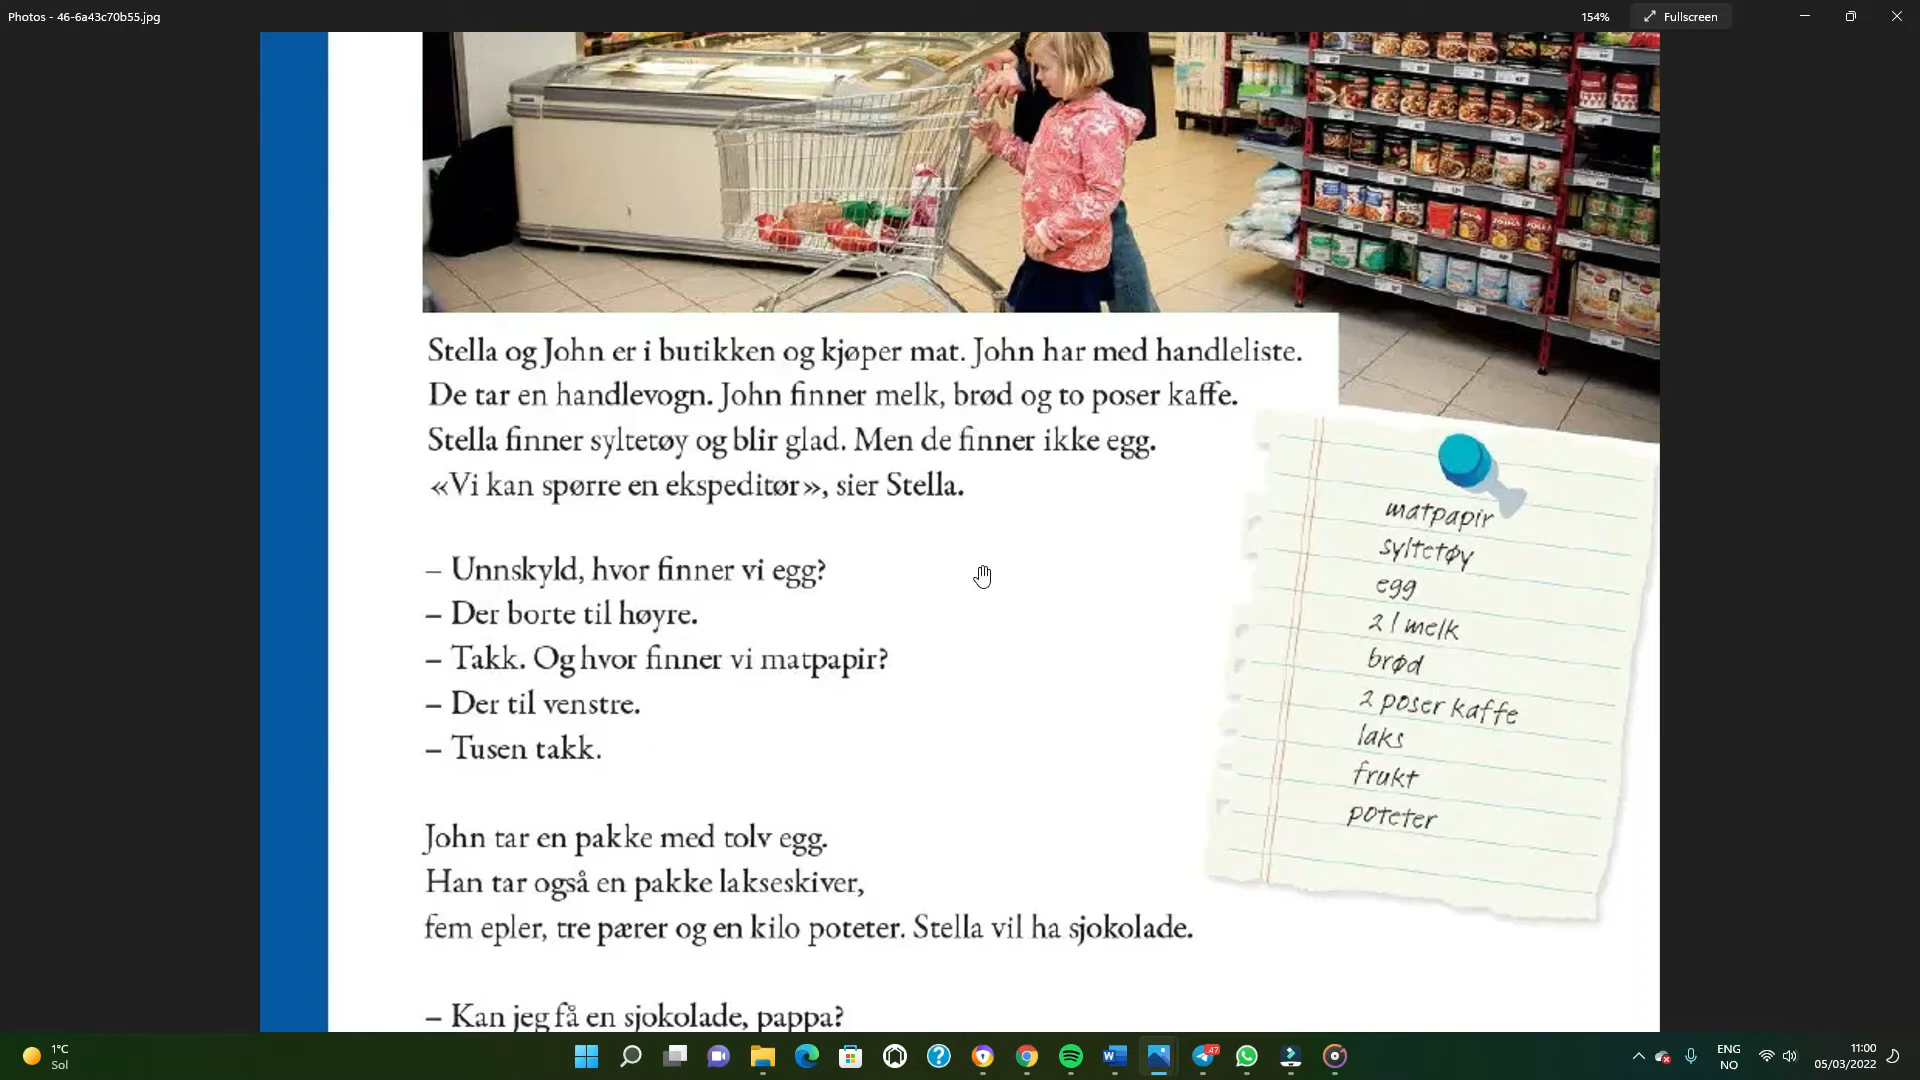 Photos - 46-6a43c70b55.jpg
154%
Fullscreen
Stella og John er i butikken og kjøper mat. John har med handleliste.
De tar en handlevogn. John finner melk, brød og to poser kaffe.
Stella finner syltetøy og blir glad. Men de finner ikke egg.
«Vi kan spørre en ekspeditør», sier Stella.
– Unnskyld, hvor finner vi egg?
– Der borte til høyre.
– Takk. Og hvor finner vi matpapir?
– Der til venstre.
– Tusen takk.
John tar en pakke med tolv egg.
Han tar også en pakke lakseskiver,
fem epler, tre pærer og en kilo poteter. Stella vil ha sjokolade.
– Kan jeg få en sjokolade, pappa?
matpapir
syltetøy
egg
2 l melk
brød
2 poser kaffe
laks
frukt
poteter
1°C
Sol
47
ENG
NO
11:00
05/03/2022